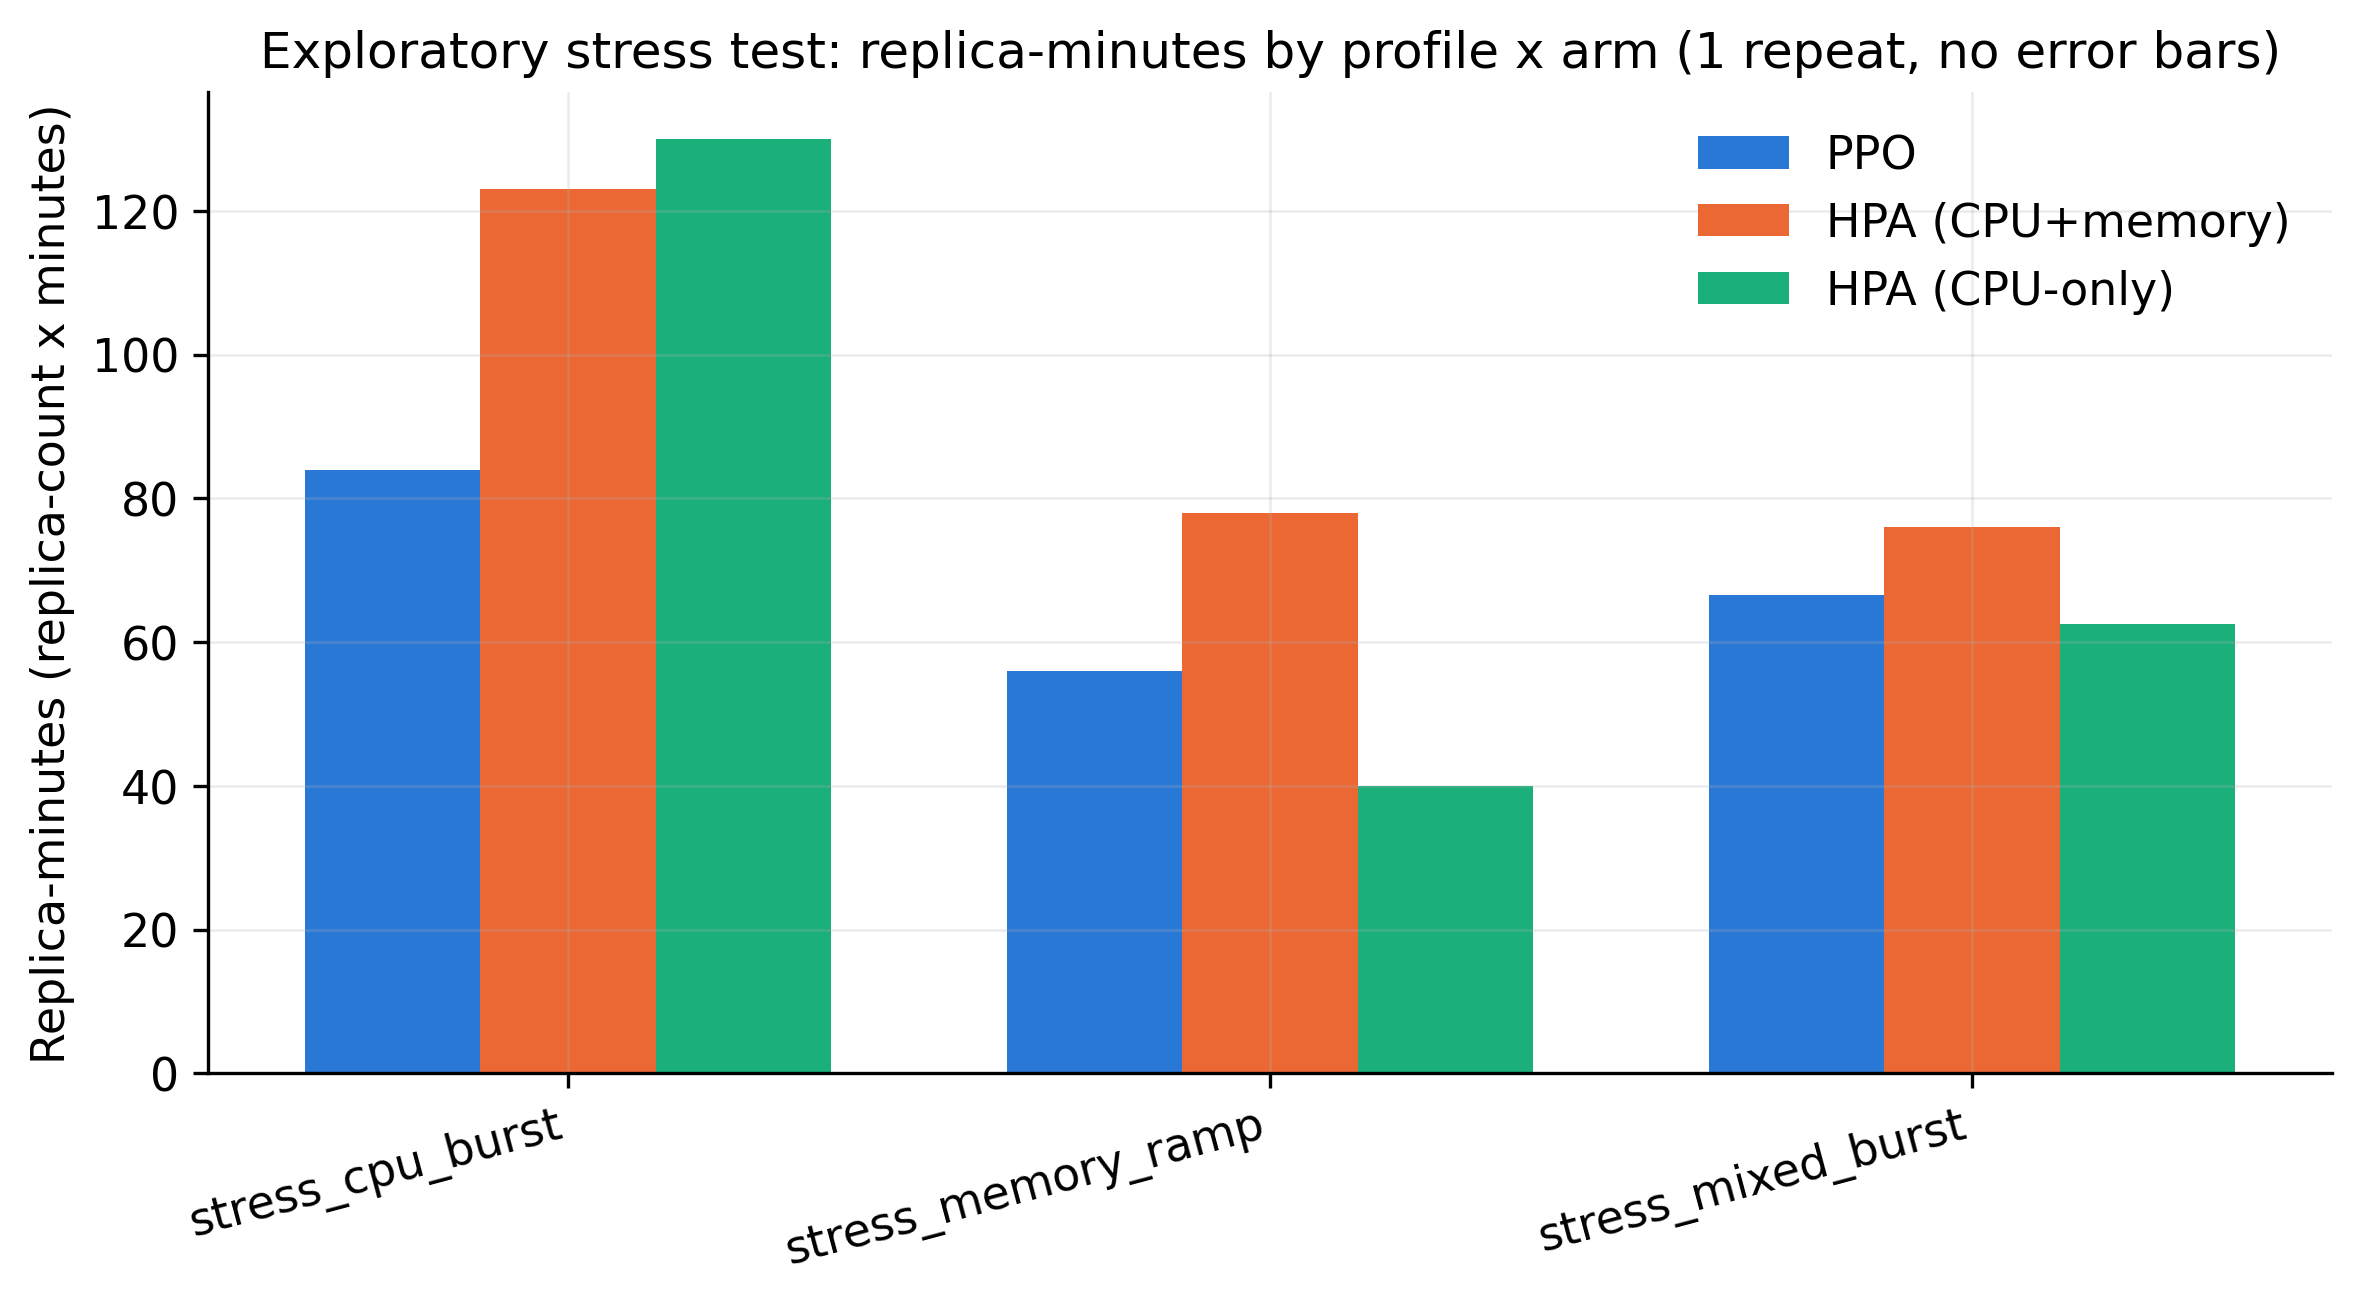 Exploratory stress test: replica-minutes by profile x arm (1 repeat, no error bars)
Replica-minutes (replica-count x minutes)
120
100
80
60
40
20
0
PPO
HPA (CPU+memory)
HPA (CPU-only)
stress_cpu_burst
stress_memory_ramp
stress_mixed_burst